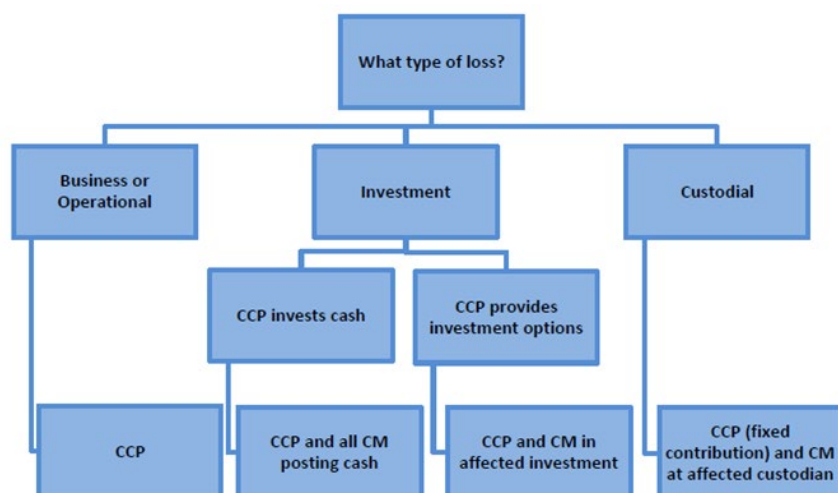 What type of loss?
Business or
Operational
Investment
Custodial
CCP invests cash
CCP provides
investment options
CCP
CCP and all CM
posting cash
CCP and CM in
affected investment
CCP (fixed
contribution) and CM
at affected custodian